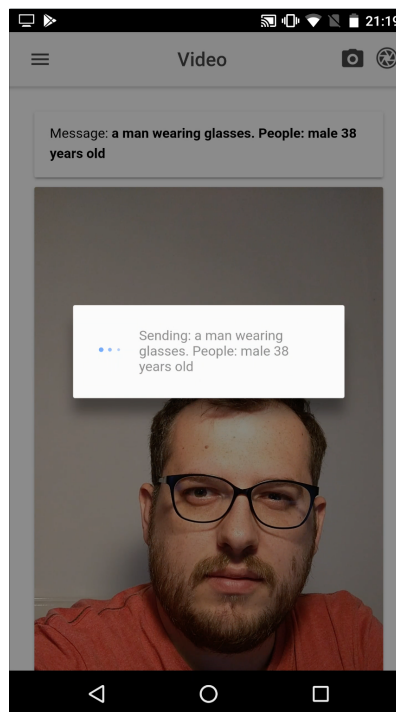 21:19
Video
Message: a man wearing glasses. People: male 38
years old
Sending: a man wearing
glasses. People: male 38
years old